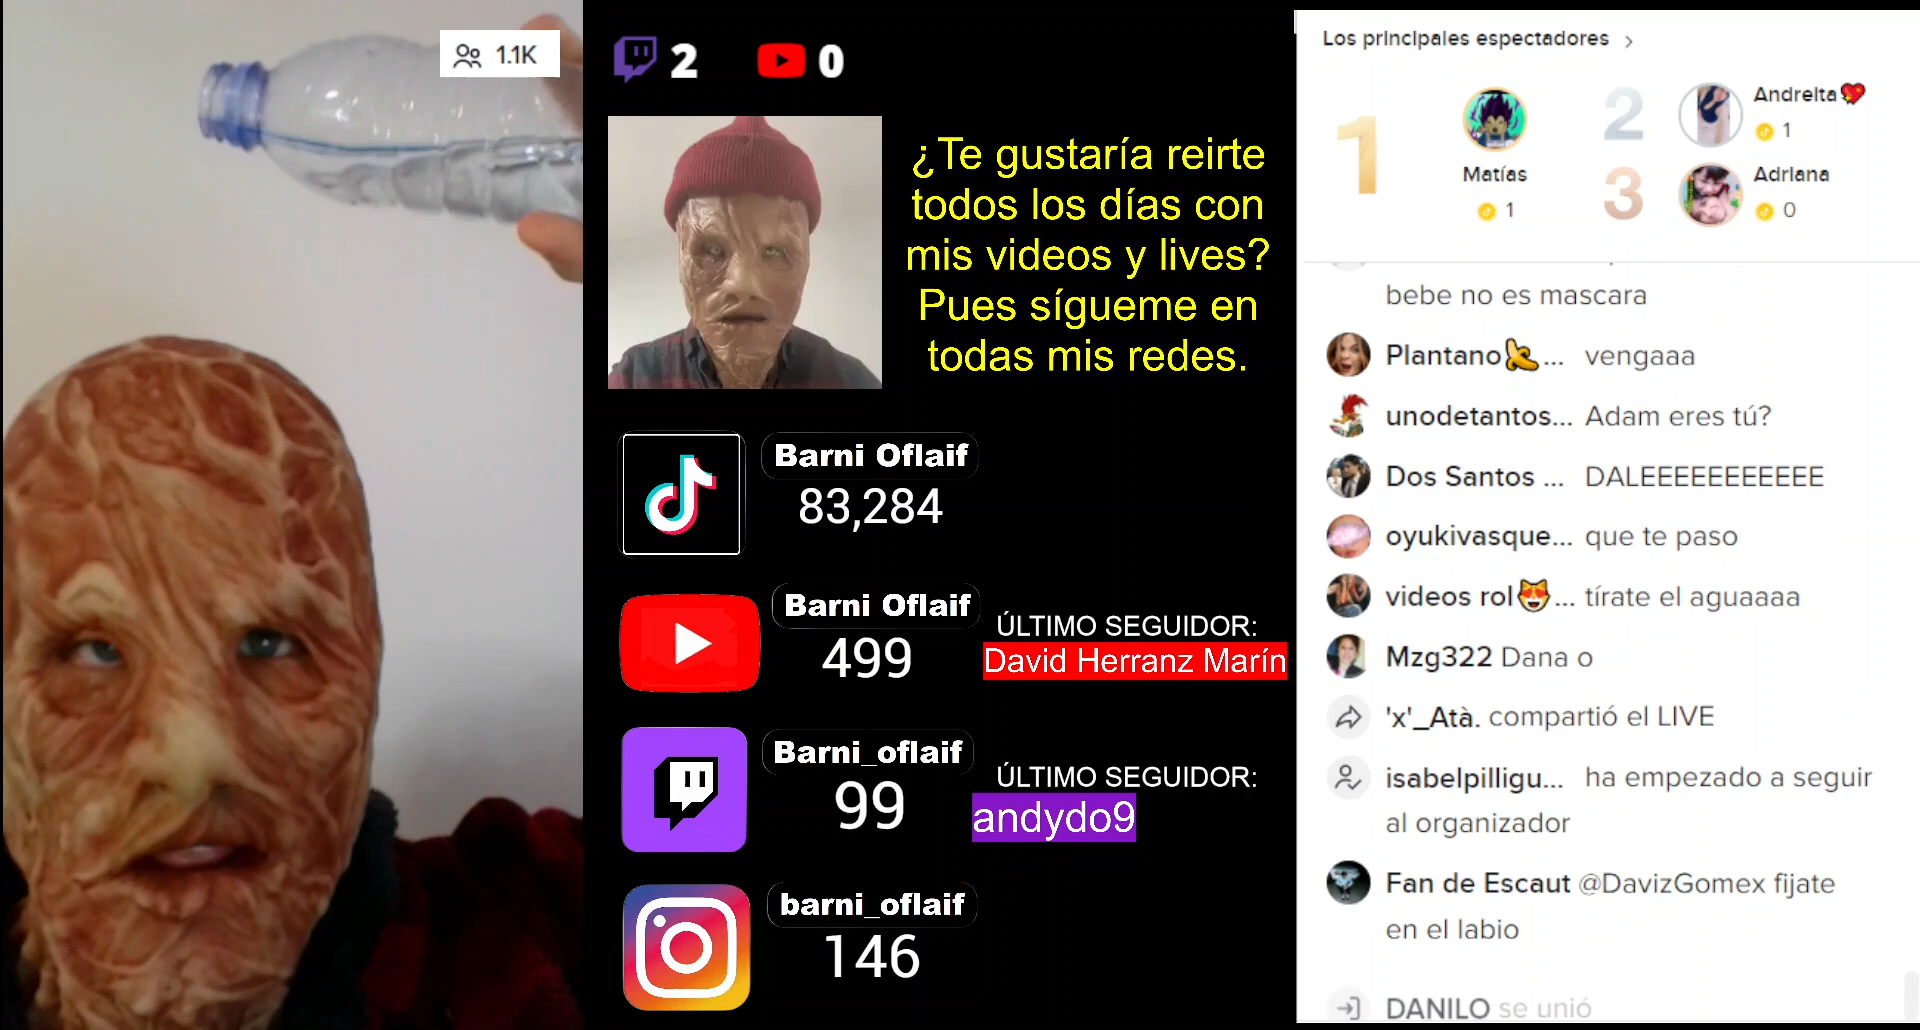 1.1K
2
0
¿Te gustaría reirte
todos los días con
mis videos y lives?
Pues sígueme en
todas mis redes.
Barni Oflaif
83,284
Barni Oflaif
499
ÚLTIMO SEGUIDOR:
David Herranz Marín
Barni_oflaif
99
ÚLTIMO SEGUIDOR:
andydo9
barni_oflaif
146
Los principales espectadores >
1
Matías
1
2
Andreita
1
3
Adriana
0
bebe no es mascara
Plantano... vengaaa
unodetantos... Adam eres tú?
Dos Santos ... DALEEEEEEEEEEE
oyukivasque... que te paso
videos rol... tírate el aguaaaa
Mzg322 Dana o
'x'_Atà. compartió el LIVE
isabelpilligu... ha empezado a seguir
al organizador
Fan de Escaut @DavizGomex fijate
en el labio
DANILO se unió